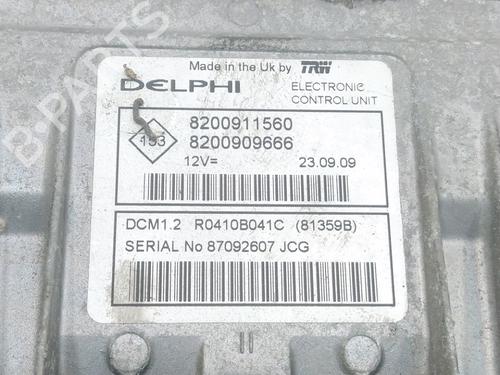 Made in the Uk by TRW
DELPHI
ELECTRONIC
CONTROL UNIT
153
8200911560
8200909666
12V=
23.09.09
DCM1.2 R0410B041C (81359B)
SERIAL No 87092607 JCG
B-PARTS